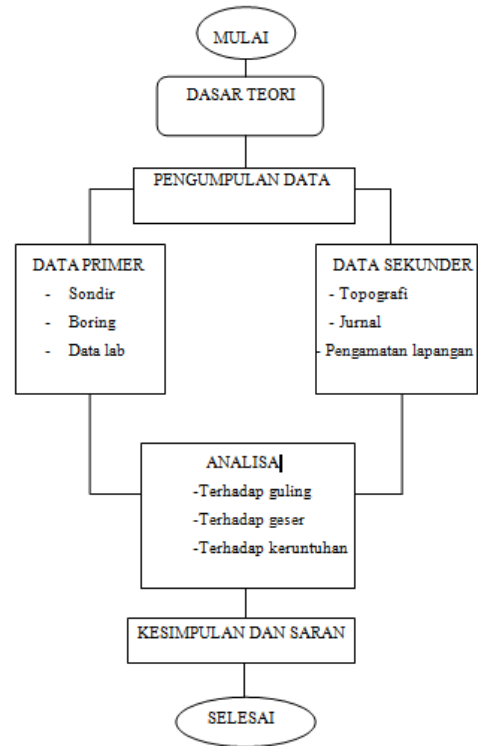 MULAI
DASAR TEORI
PENGUMPULAN DATA
DATA PRIMER
- Sondir
- Boring
- Data lab
DATA SEKUNDER
- Topografi
- Jurnal
- Pengamatan lapangan
ANALISA
-Terhadap guling
-Terhadap geser
-Terhadap keruntuhan
KESIMPULAN DAN SARAN
SELESAI